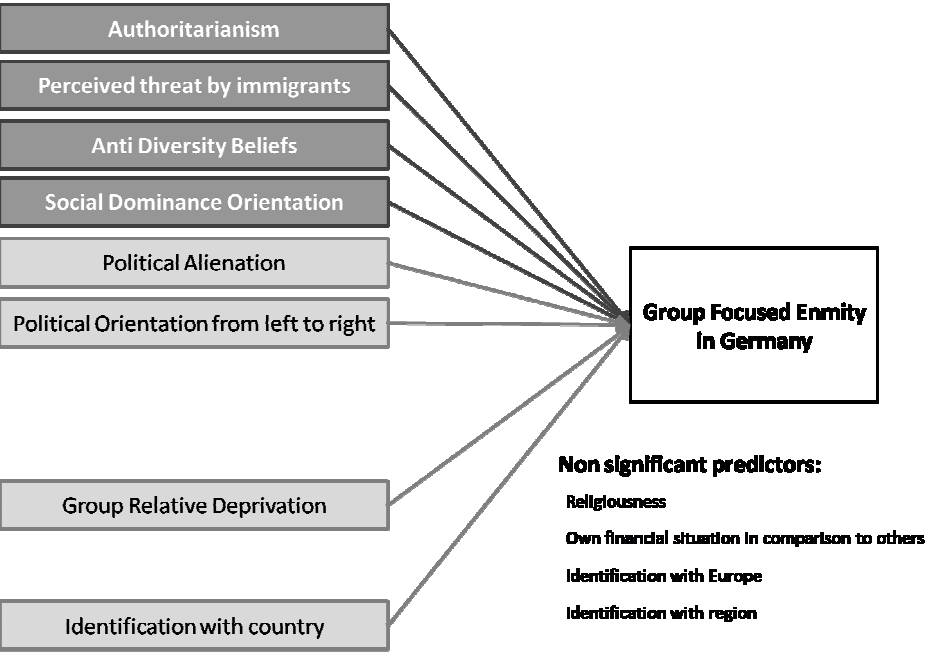 Authoritarianism
Perceived threat by immigrants
Anti Diversity Beliefs
Social Dominance Orientation
Political Alienation
Political Orientation from left to right
Group Relative Deprivation
Identification with country
Group Focused Enmity
in Germany
Non significant predictors:
Religiousness
Own financial situation in comparison to others
Identification with Europe
Identification with region